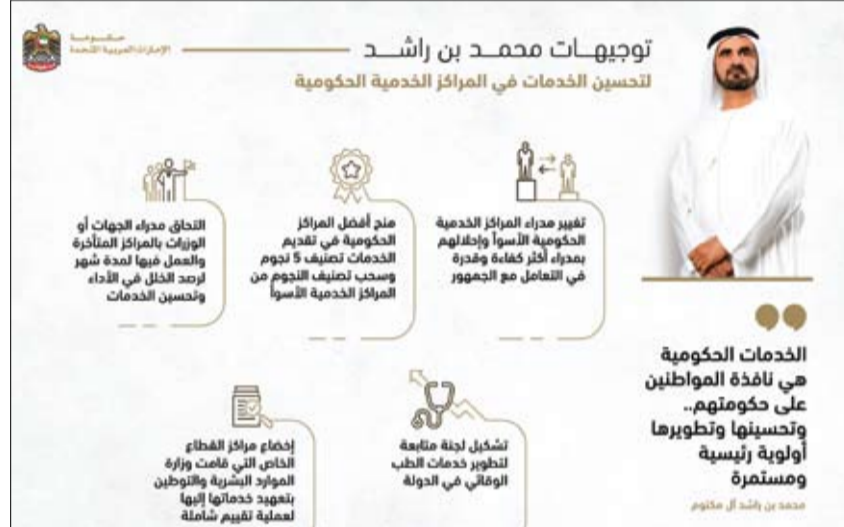 حكومة
الإمارات العربية المتحدة
توجيهــات محمــد بن راشــد
لتحسين الخدمات في المراكز الخدمية الحكومية
تغيير مدراء المراكز الخدمية
الحكومية الأسوأ وإحلالهم
بمدراء أكثر كفاءة وقدرة
في التعامل مع الجمهور
منح أفضل المراكز
الحكومية في تقديم
الخدمات تصنيف 5 نجوم
وسحب تصنيف النجوم من
المراكز الخدمية الأسوأ
التحاق مدراء الجهات أو
الوزرات بالمراكز المتأخرة
والعمل فيها لمدة شهر
لرصد الخلل في الأداء
وتحسين الخدمات
تشكيل لجنة متابعة
لتطوير خدمات الطب
الوقائي في الدولة
إخضاع مراكز القطاع
الخاص التي قامت وزارة
الموارد البشرية والتوطين
بتعهيد خدماتها إليها
لعملية تقييم شاملة
الخدمات الحكومية
هي نافذة المواطنين
على حكومتهم..
وتحسينها وتطويرها
أولوية رئيسية
ومستمرة
محمد بن راشد آل مكتوم